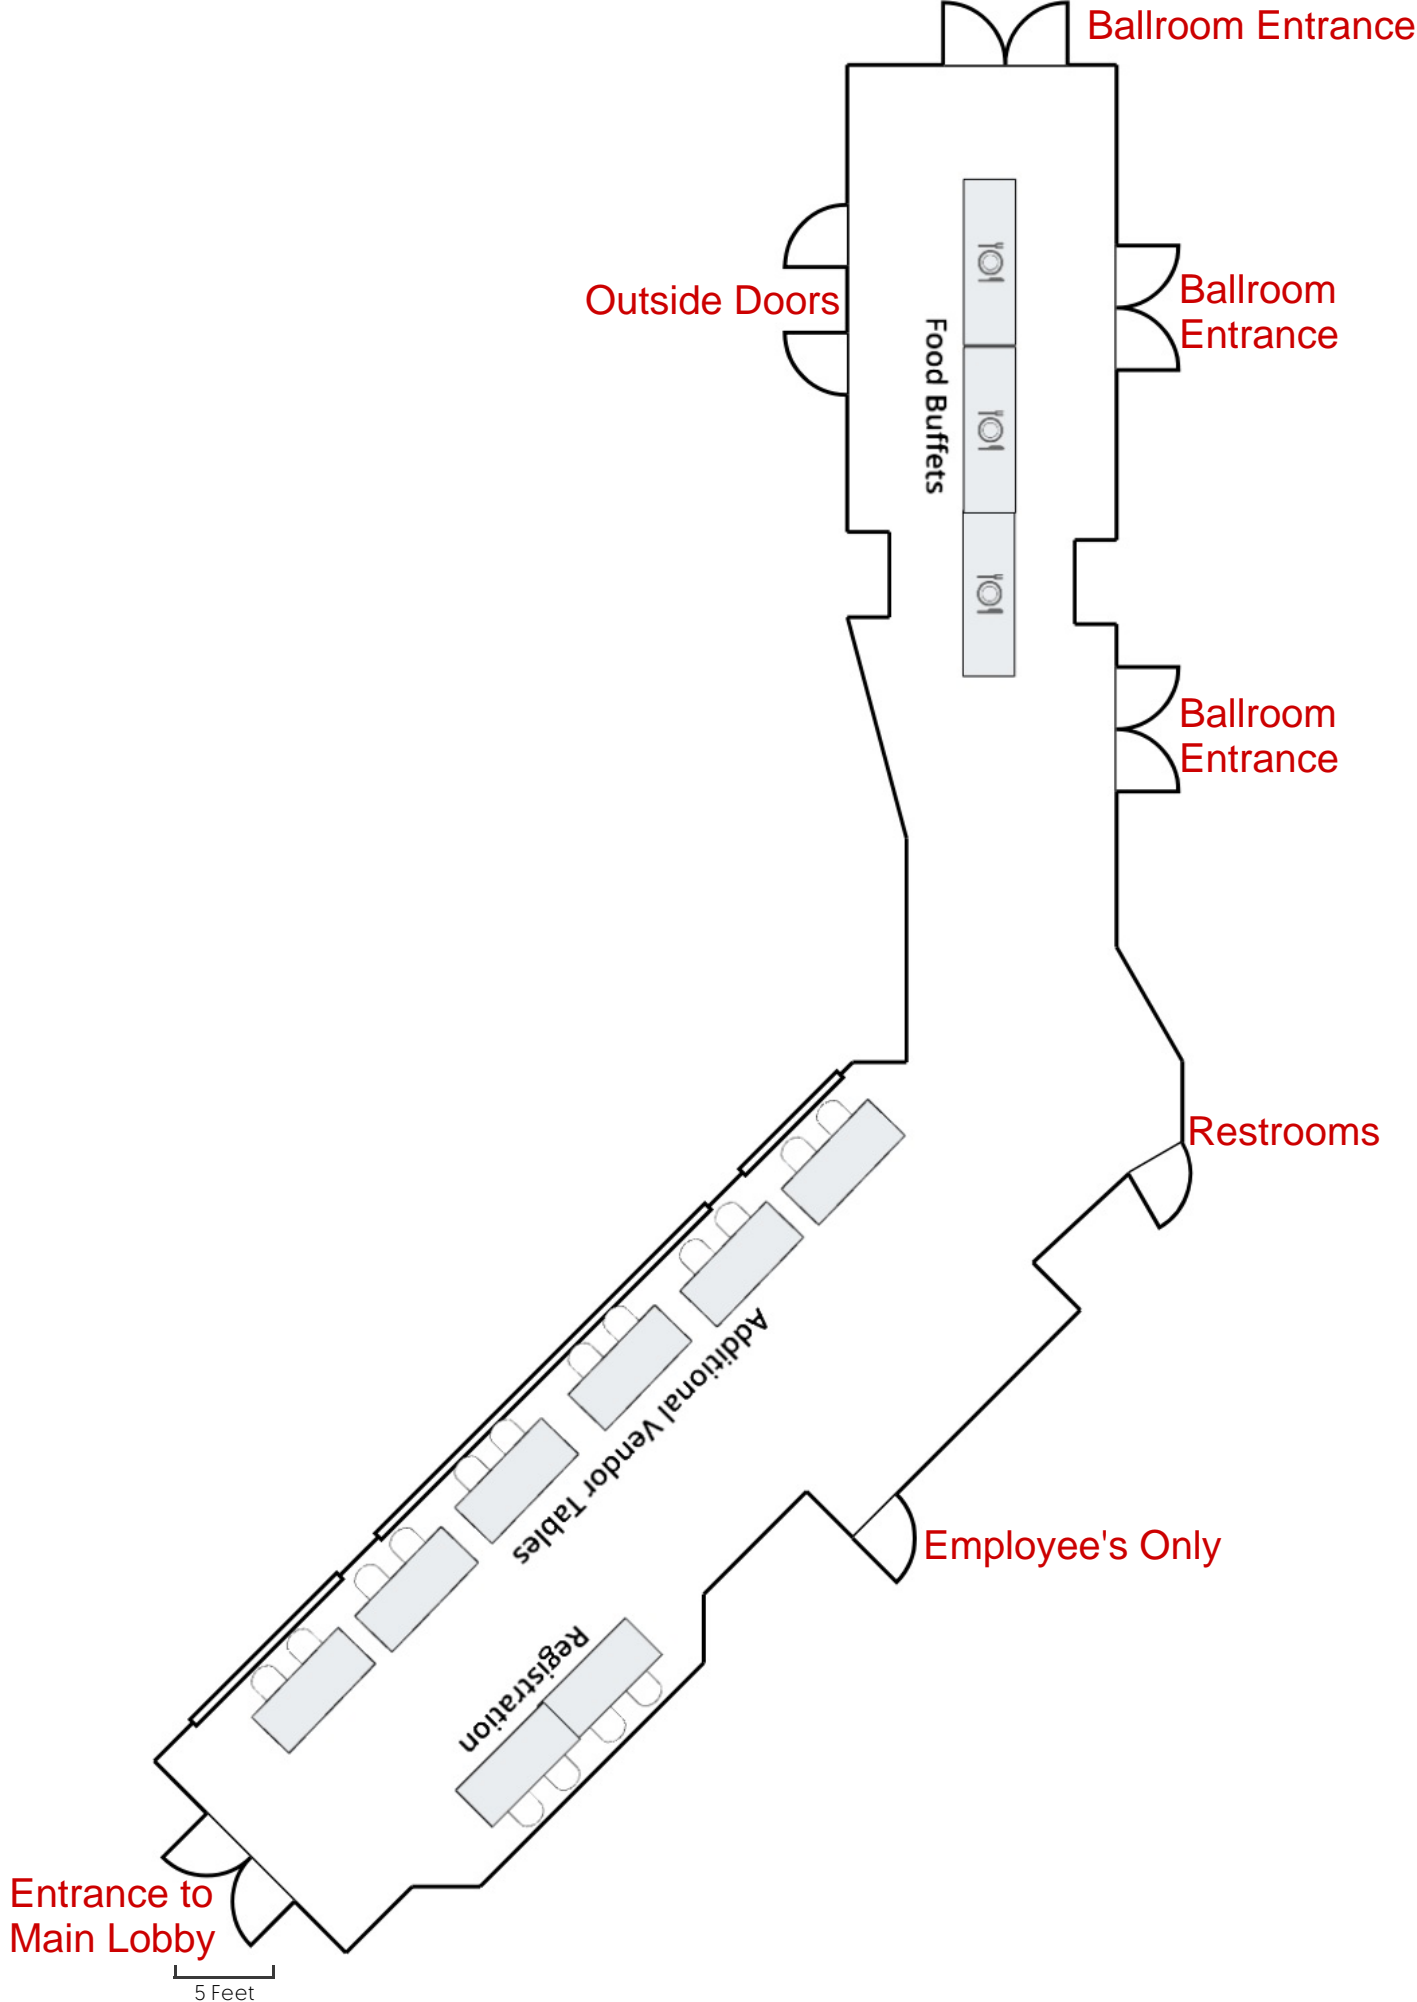 Ballroom Entrance
Outside Doors
Ballroom
Entrance
Food Buffets
Ballroom
Entrance
Restrooms
Additional Vendor Tables
Employee's Only
Registration
Entrance to
Main Lobby
5 Feet